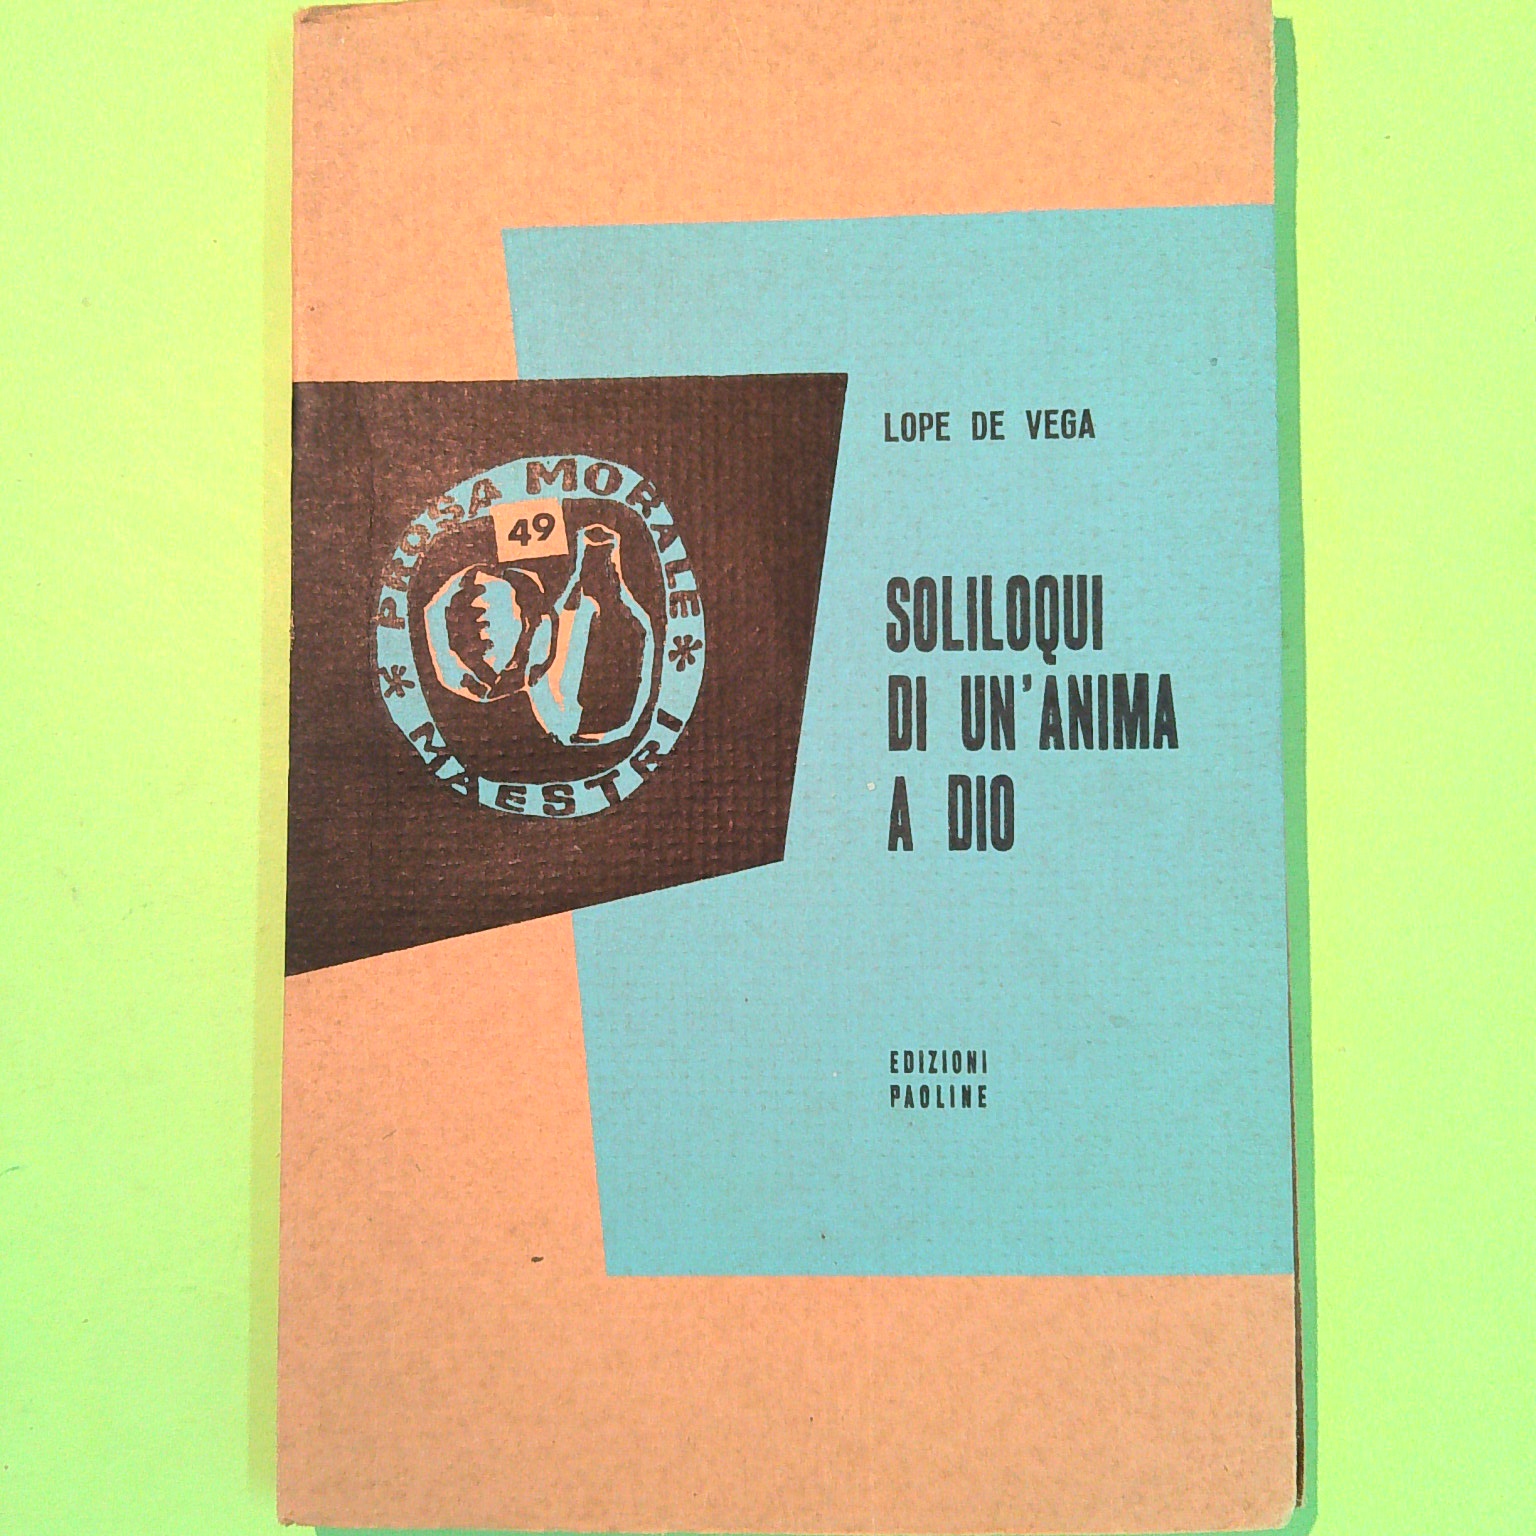 LOPE DE VEGA
PROSA MORALE
49
* MAESTRI *
SOLILOQUI
DI UN'ANIMA
A DIO
EDIZIONI
PAOLINE